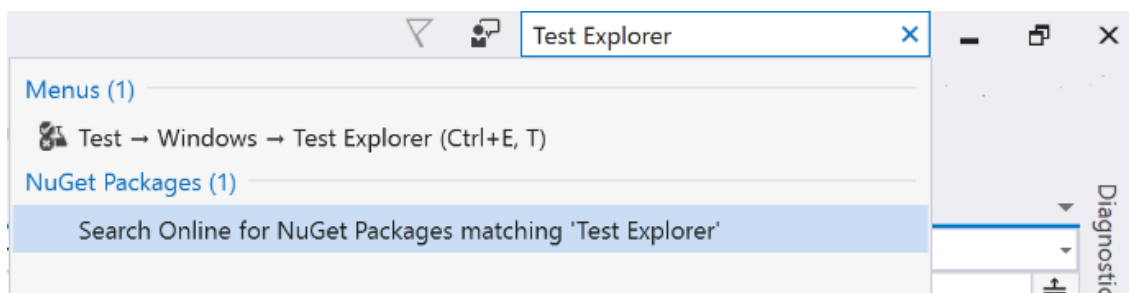 Test Explorer
Menus (1)
Test → Windows → Test Explorer (Ctrl+E, T)
NuGet Packages (1)
Search Online for NuGet Packages matching 'Test Explorer'
Diagnostic